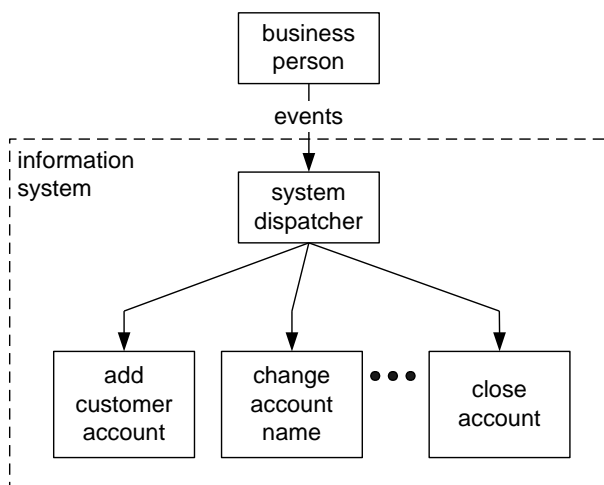 business
person
events
information
system
system
dispatcher
add
customer
account
change
account
name
close
account